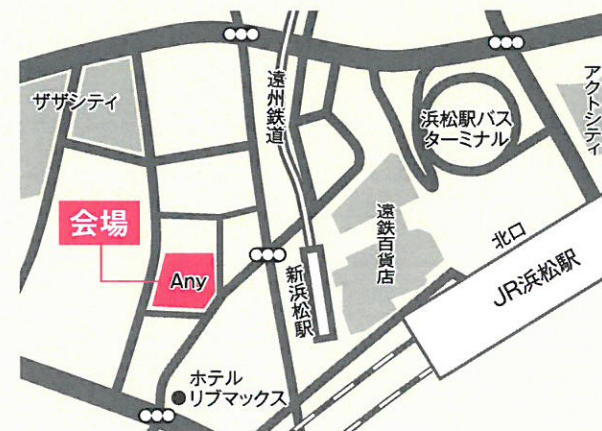 ザザシティ
遠州鉄道
浜松駅バス
ターミナル
アクトシティ
会場
Any
新浜松駅
遠鉄百貨店
北口
JR浜松駅
ホテル
リブマックス